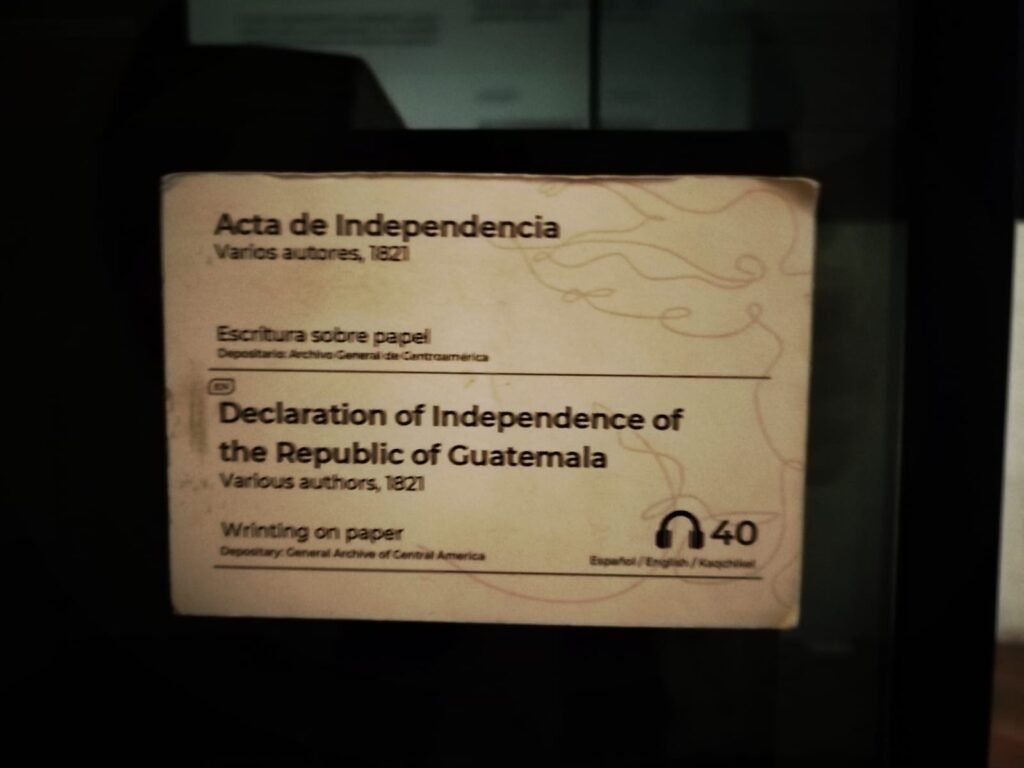 Acta de Independencia
Varios autores, 1821
Escritura sobre papel
Depositario: Archivo General de Centroamérica
EN
Declaration of Independence of
the Republic of Guatemala
Various authors, 1821
Wrinting on paper
Depositary: General Archive of Central America
40
Español / English / Kaqchikel